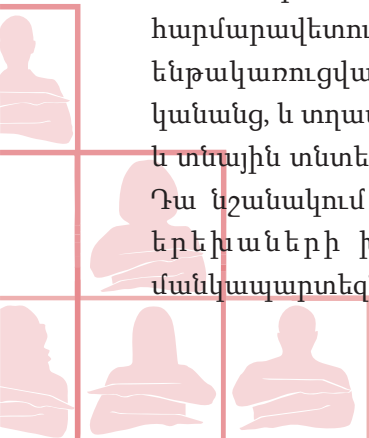 հարմարավետու
ենթակառուցվա
կանանց, և տղա
և տնային տնտե
Դա նշանակում
երեխաների խ
մանկապարտեզ